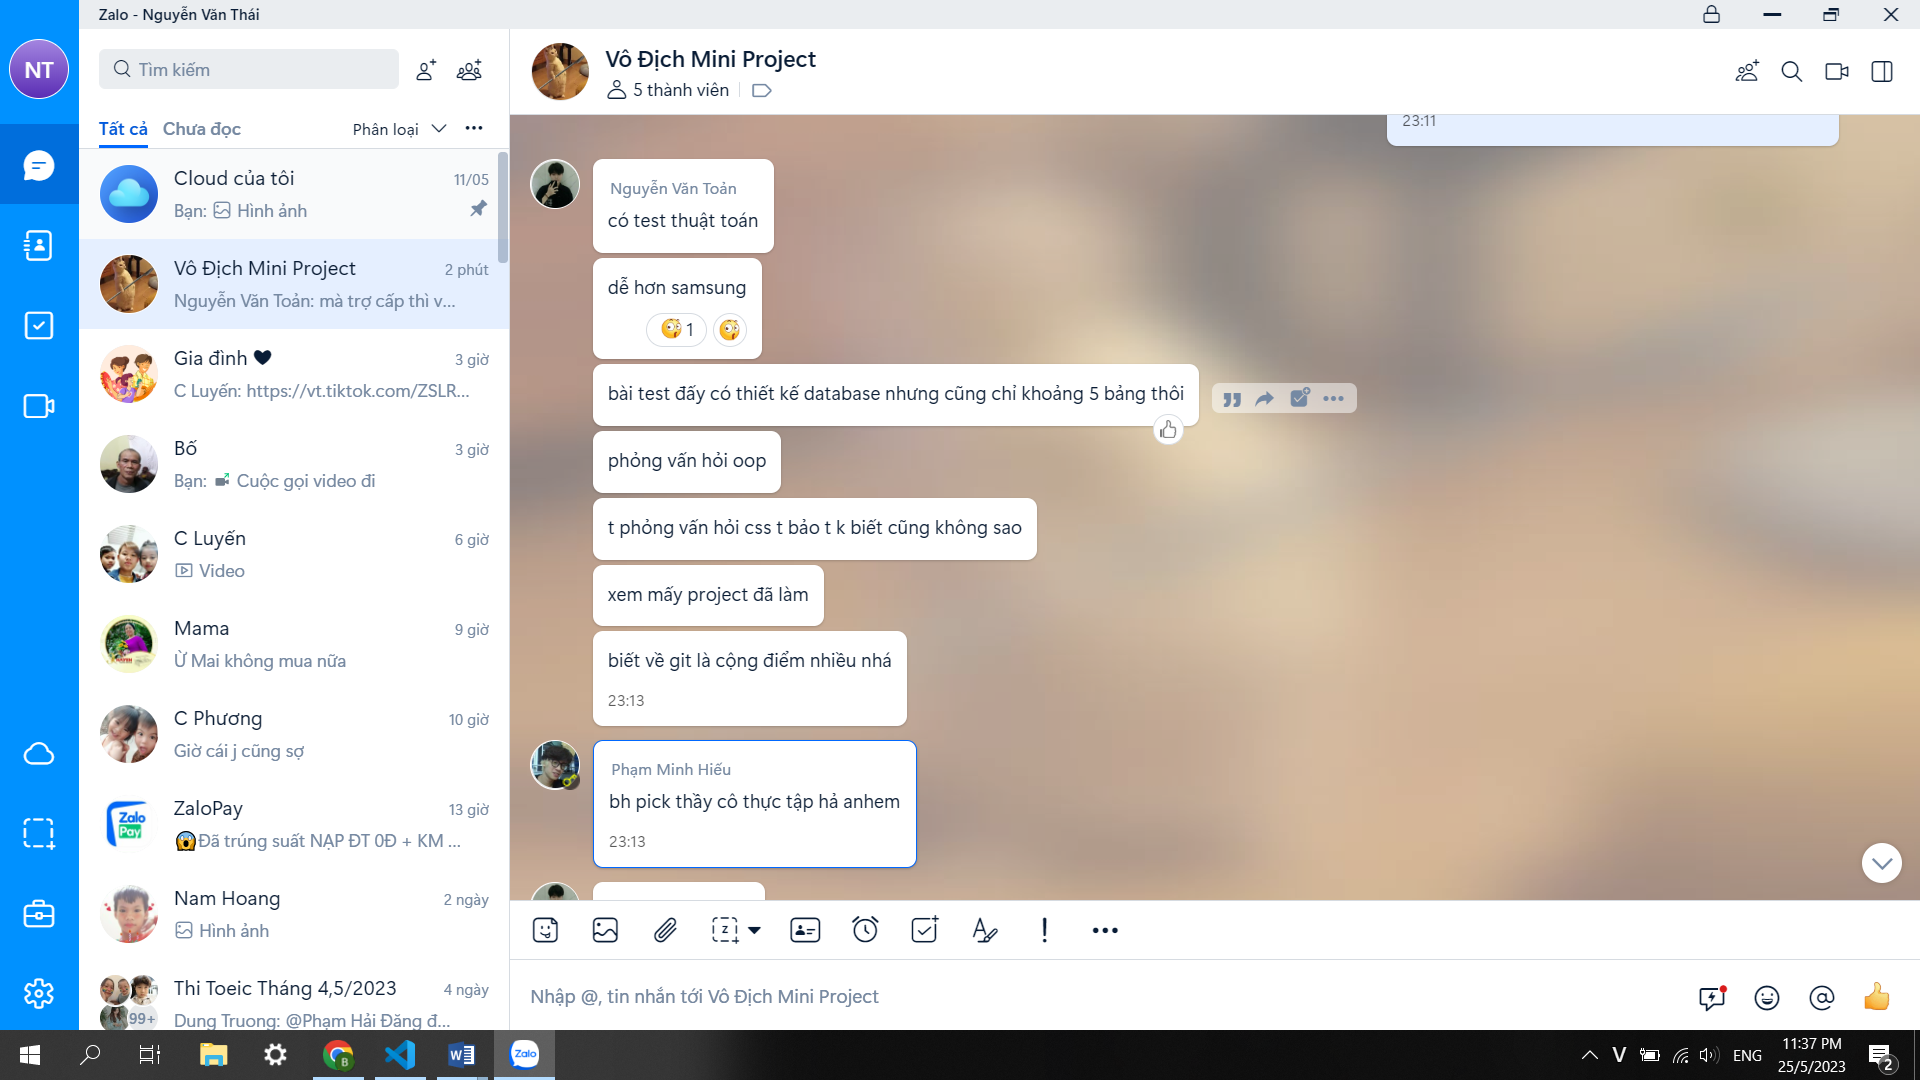 Zalo - Nguyễn Văn Thái
NT
Tìm kiếm
Tất cả
Chưa đọc
Phân loại
Cloud của tôi
11/05
Bạn: Hình ảnh
Vô Địch Mini Project
2 phút
Nguyễn Văn Toản: mà trợ cấp thì v...
Gia đình
3 giờ
C Luyến: https://vt.tiktok.com/ZSLR...
Bố
3 giờ
Bạn: Cuộc gọi video đi
C Luyến
6 giờ
Video
Mama
9 giờ
Ừ Mai không mua nữa
C Phương
10 giờ
Giờ cái j cũng sợ
Zalo
Pay
ZaloPay
13 giờ
Đã trúng suất NẠP ĐT 0Đ + KM ...
Nam Hoang
2 ngày
Hình ảnh
99+
Thi Toeic Tháng 4,5/2023
4 ngày
Dung Truong: @Phạm Hải Đăng đ...
Vô Địch Mini Project
5 thành viên
23:11
Nguyễn Văn Toản
có test thuật toán
dễ hơn samsung
1
bài test đấy có thiết kế database nhưng cũng chỉ khoảng 5 bảng thôi
phỏng vấn hỏi oop
t phỏng vấn hỏi css t bảo t k biết cũng không sao
xem mấy project đã làm
biết về git là cộng điểm nhiều nhá
23:13
Phạm Minh Hiếu
bh pick thầy cô thực tập hả anhem
23:13
Nhập @, tin nhắn tới Vô Địch Mini Project
B
Zalo
V
ENG
11:37 PM
25/5/2023
2